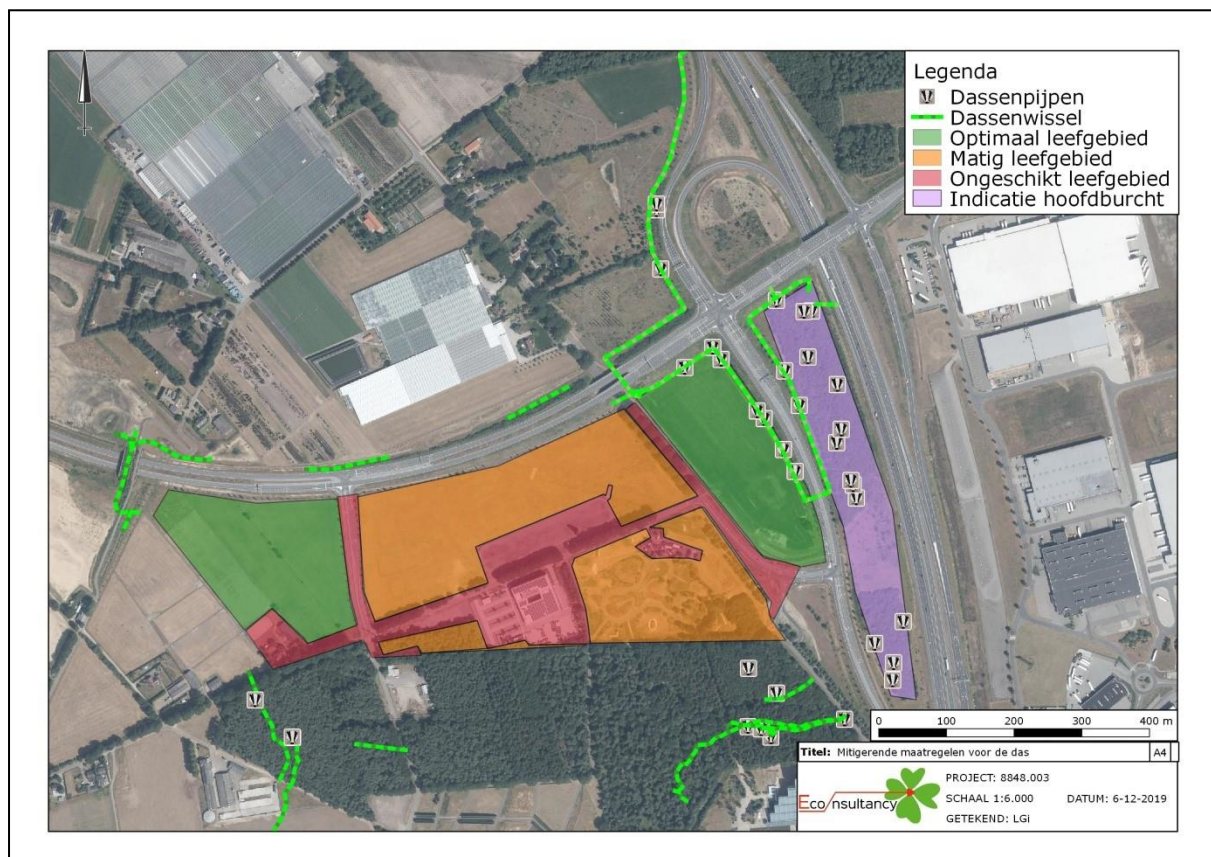 Legenda
Dassenpijpen
Dassenwissel
Optimaal leefgebied
Matig leefgebied
Ongeschikt leefgebied
Indicatie hoofdburcht
0 100 200 300 400 m
Titel: Mitigerende maatregelen voor de das A4
Econsultancy
PROJECT: 8848.003
SCHAAL 1:6.000 DATUM: 6-12-2019
GETEKEND: LGi